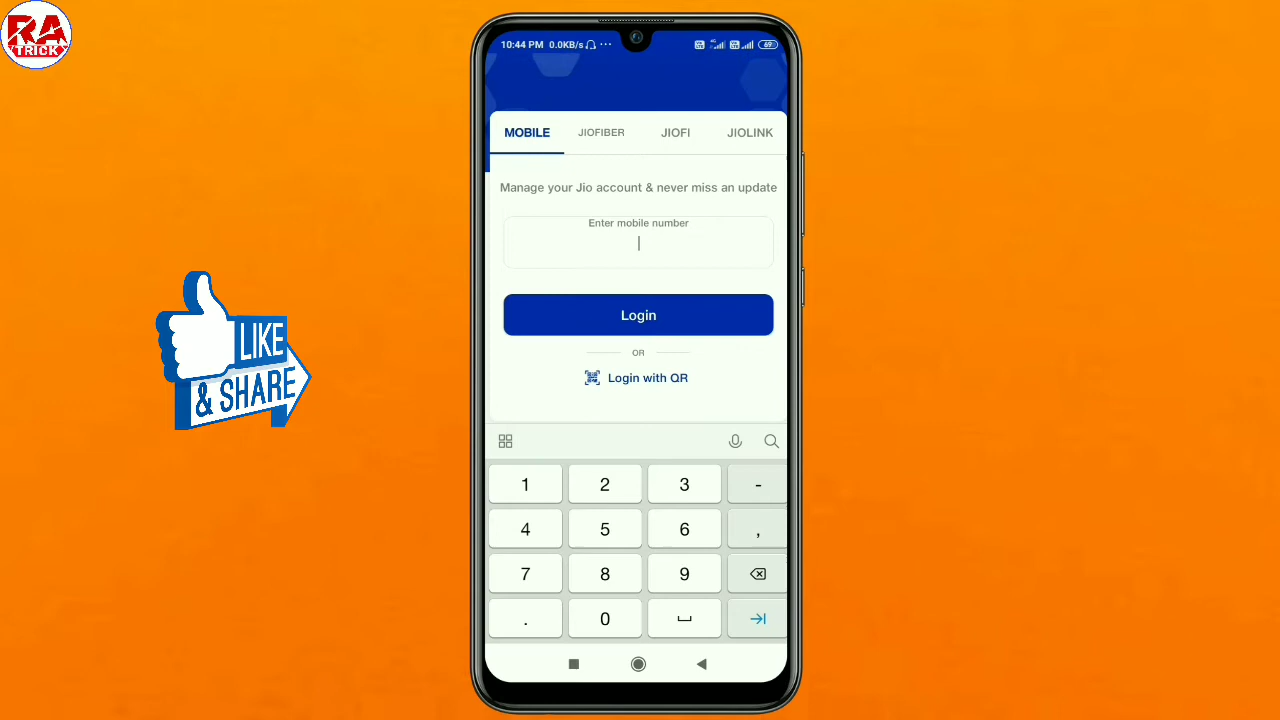 RA
TRICK
10:44 PM 0.0KB/s ... 4G 69
MOBILE JIOFIBER JIOFI JIOLINK
Manage your Jio account & never miss an update
Enter mobile number
Login
OR
Login with QR
LIKE
& SHARE
1 2 3 -
4 5 6 ,
7 8 9
. 0